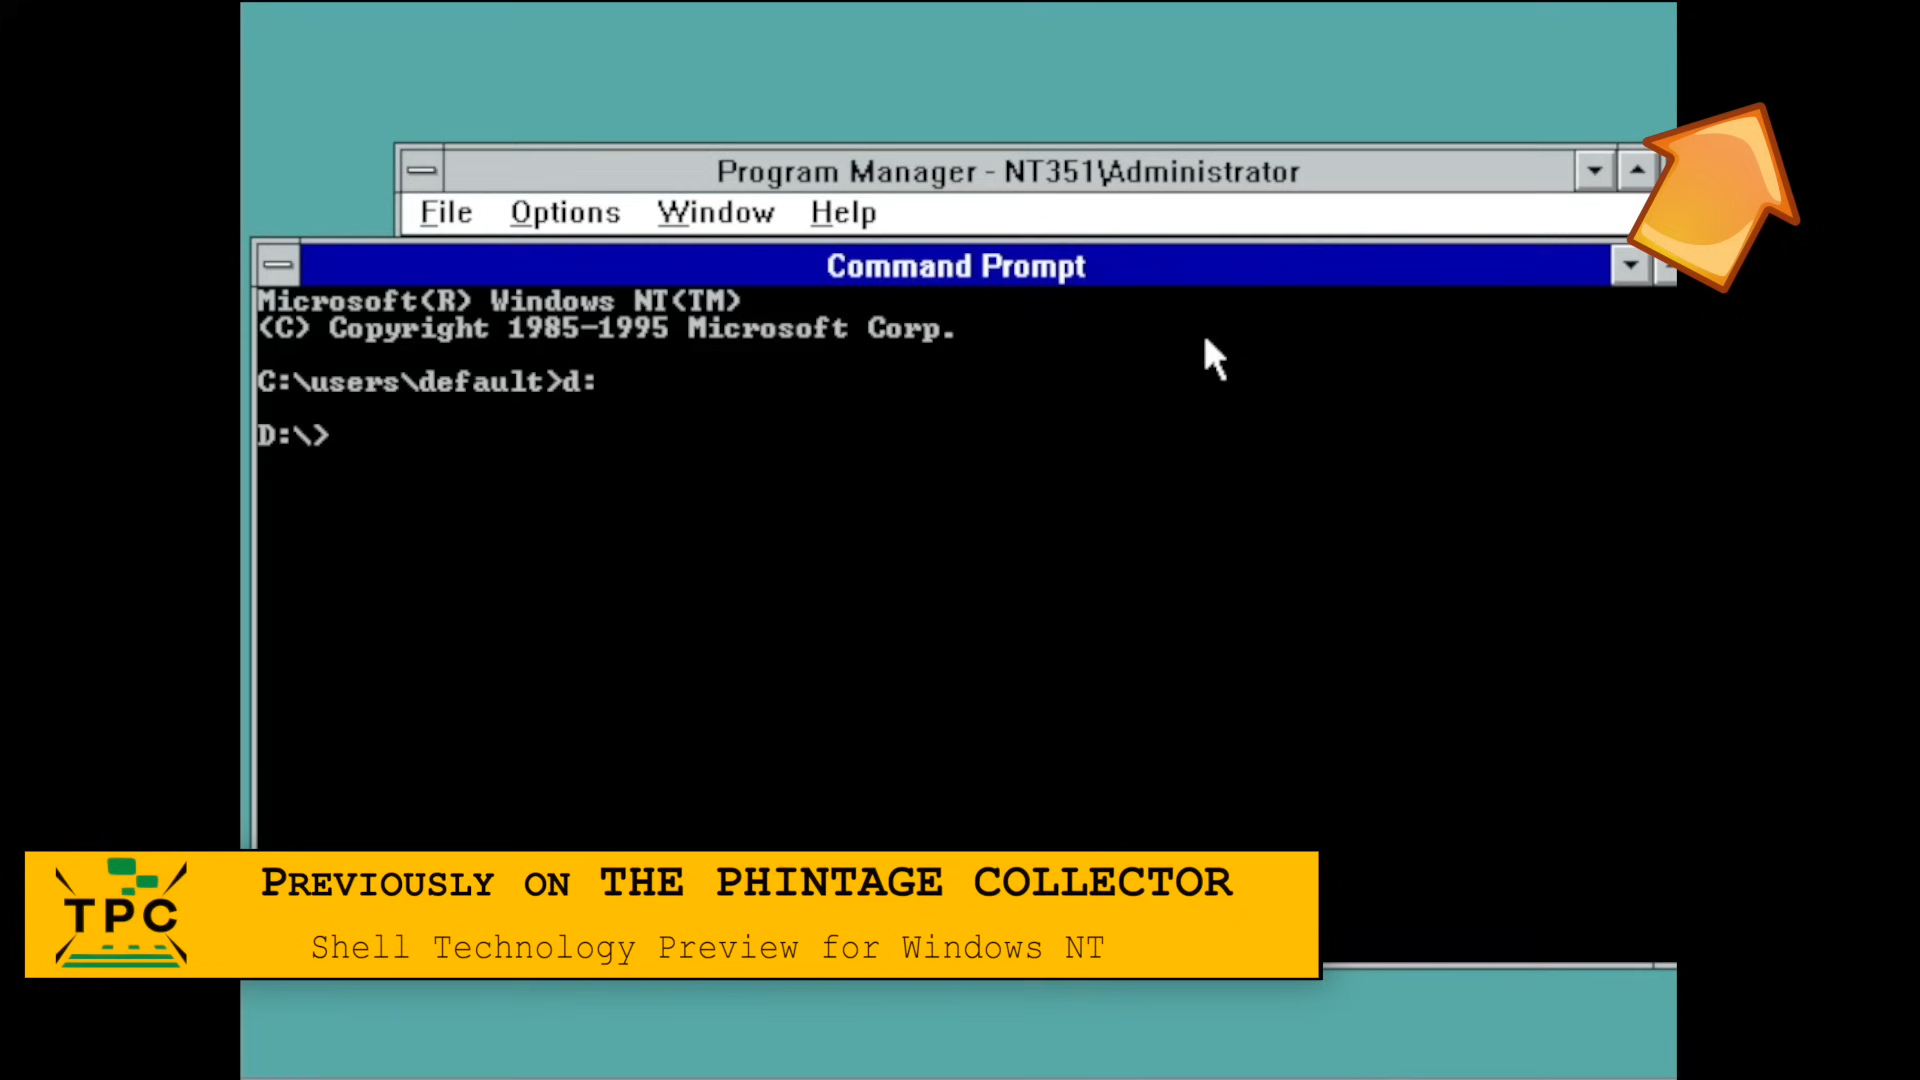 Program Manager - NT351\Administrator
File Options Window Help
Command Prompt
Microsoft(R) Windows NT(TM)
(C) Copyright 1985-1995 Microsoft Corp.
C:\users\default>d:
D:\>
TPC
PREVIOUSLY ON THE PHINTAGE COLLECTOR
Shell Technology Preview for Windows NT